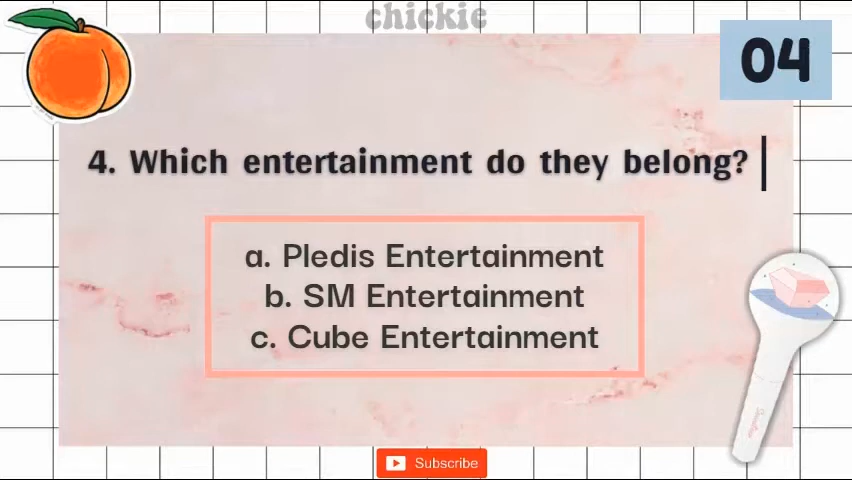 chickie
04
4. Which entertainment do they belong?
a. Pledis Entertainment
b. SM Entertainment
c. Cube Entertainment
Subscribe